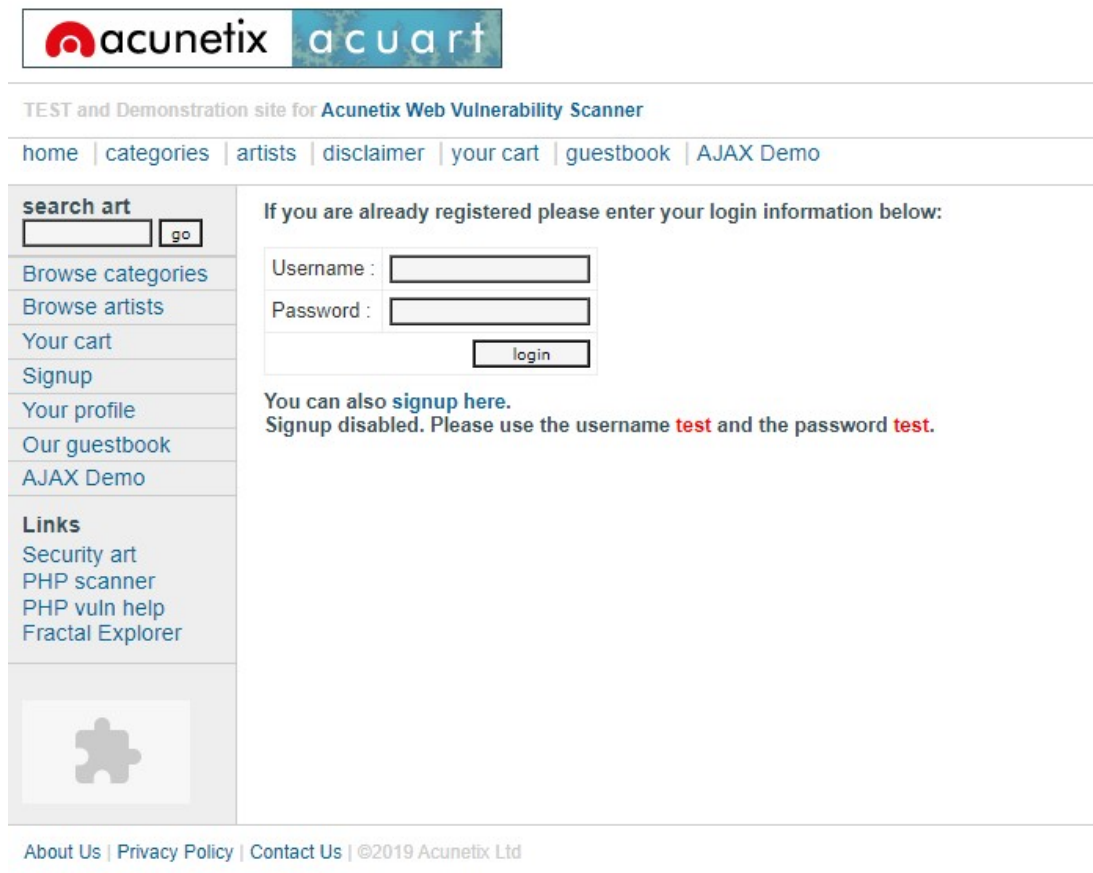 acunetix acuart
TEST and Demonstration site for Acunetix Web Vulnerability Scanner
home | categories | artists | disclaimer | your cart | guestbook | AJAX Demo
search art
go
Browse categories
Browse artists
Your cart
Signup
Your profile
Our guestbook
AJAX Demo
Links
Security art
PHP scanner
PHP vuln help
Fractal Explorer
If you are already registered please enter your login information below:
Username :
Password :
login
You can also signup here.
Signup disabled. Please use the username test and the password test.
About Us | Privacy Policy | Contact Us | ©2019 Acunetix Ltd